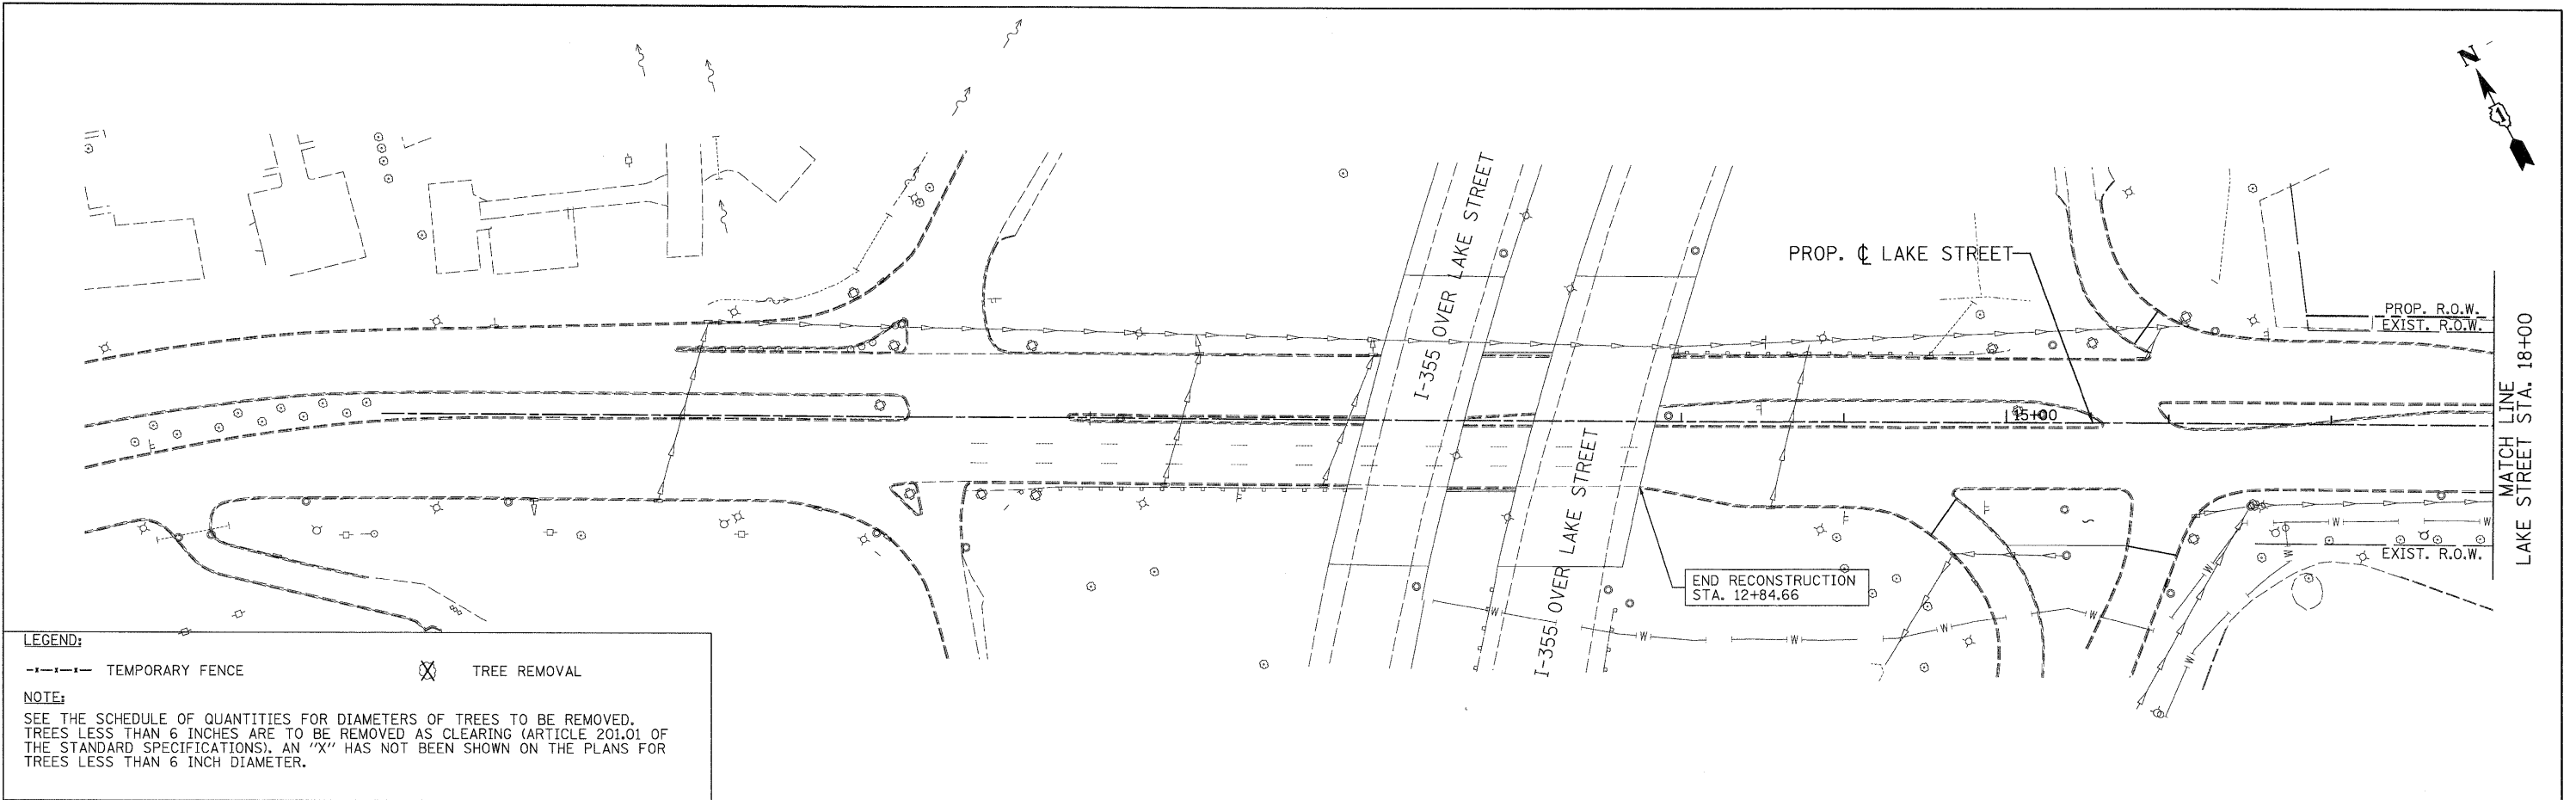 N
I-355 OVER LAKE STREET
I-355 OVER LAKE STREET
PROP. ℄ LAKE STREET
15+00
PROP. R.O.W.
EXIST. R.O.W.
MATCH LINE
LAKE STREET STA. 18+00
EXIST. R.O.W.
END RECONSTRUCTION
STA. 12+84.66
W
W
W
W
W
W
W
W
W
W
W
W
LEGEND:
-x-x-x- TEMPORARY FENCE
TREE REMOVAL
NOTE:
SEE THE SCHEDULE OF QUANTITIES FOR DIAMETERS OF TREES TO BE REMOVED.
TREES LESS THAN 6 INCHES ARE TO BE REMOVED AS CLEARING (ARTICLE 201.01 OF
THE STANDARD SPECIFICATIONS). AN "X" HAS NOT BEEN SHOWN ON THE PLANS FOR
TREES LESS THAN 6 INCH DIAMETER.